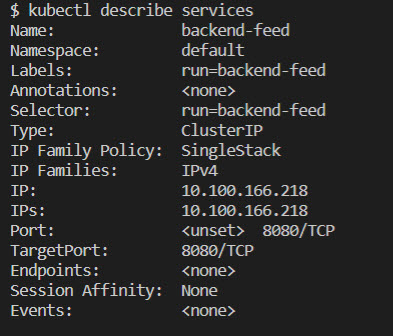 $ kubectl describe services
Name: backend-feed
Namespace: default
Labels: run=backend-feed
Annotations: <none>
Selector: run=backend-feed
Type: ClusterIP
IP Family Policy: SingleStack
IP Families: IPv4
IP: 10.100.166.218
IPs: 10.100.166.218
Port: <unset> 8080/TCP
TargetPort: 8080/TCP
Endpoints: <none>
Session Affinity: None
Events: <none>